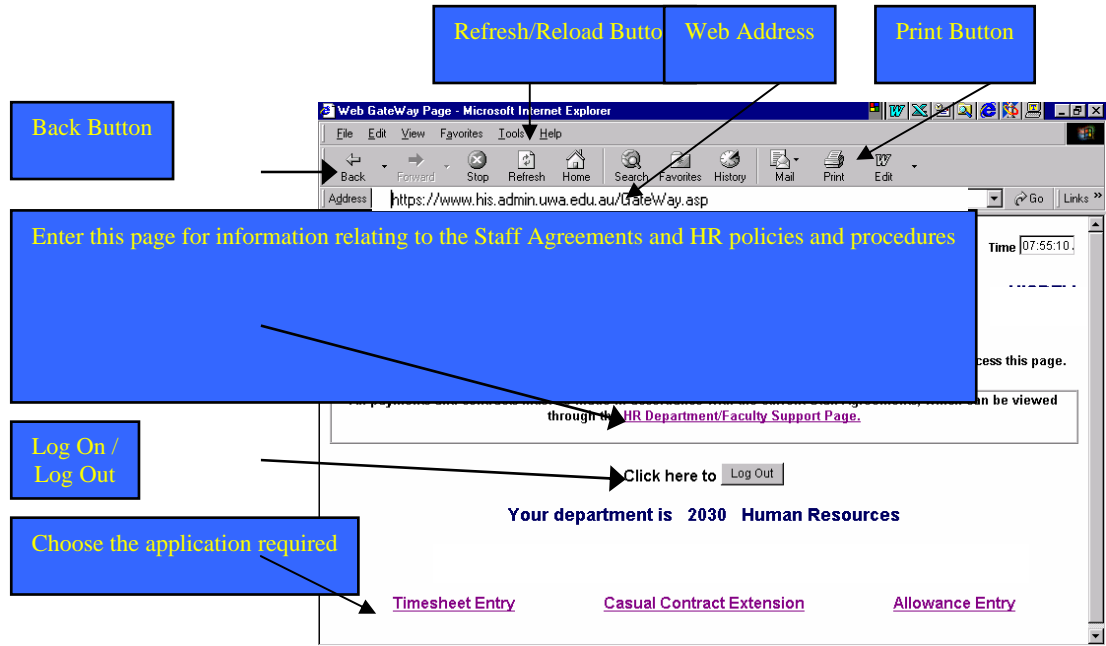 Refresh/Reload Butto
Web Address
Print Button
Back Button
Web GateWay Page - Microsoft Internet Explorer
File Edit View Favorites Tools Help
Back Forward Stop Refresh Home Search Favorites History Mail Print Edit
Address https://www.his.admin.uwa.edu.au/GateWay.asp Go Links »
Enter this page for information relating to the Staff Agreements and HR policies and procedures
Time 07:55:10
this page.
be viewed
through the HR Department/Faculty Support Page.
Log On /
Log Out
Click here to Log Out
Your department is 2030 Human Resources
Choose the application required
Timesheet Entry Casual Contract Extension Allowance Entry